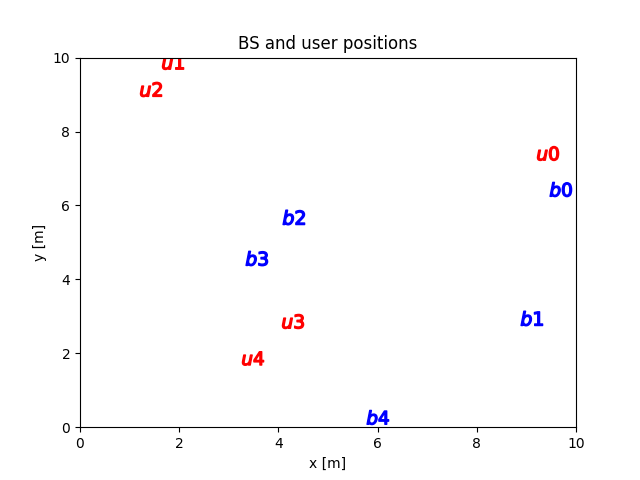 BS and user positions
10
u1
u2
8
u0
b0
6
b2
b3
y [m]
4
u3
b1
2
u4
b4
0
0 2 4 6 8 10
x [m]